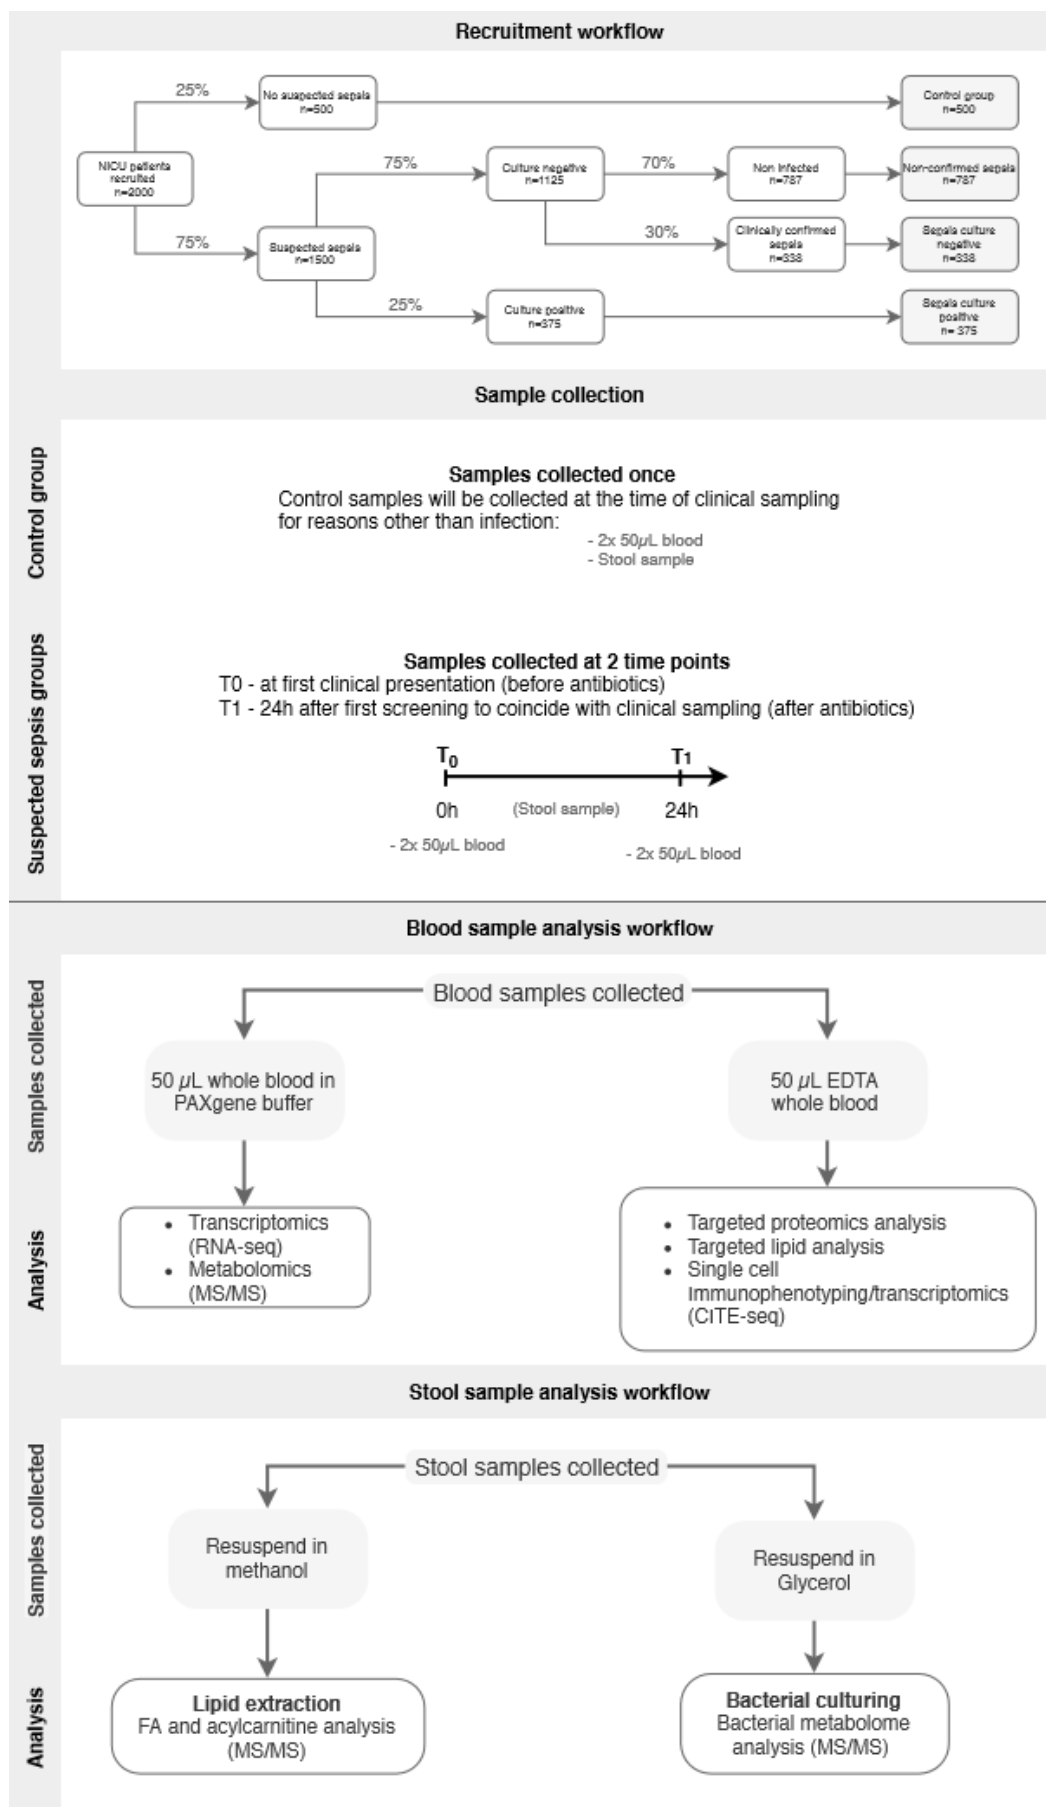 Recruitment workflow
25%
No suspected sepsis
n=500
Control group
n=500
NICU patients
recruited
n=2000
75%
Culture negative
n=1125
70%
Non infected
n=787
Non-confirmed sepsis
n=787
75%
Suspected sepsis
n=1500
30%
Clinically confirmed
sepsis
n=338
Sepsis culture
negative
n=338
25%
Culture positive
n=375
Sepsis culture
positive
n= 375
Sample collection
Control group
Samples collected once
Control samples will be collected at the time of clinical sampling
for reasons other than infection:
- 2x 50µL blood
- Stool sample
Suspected sepsis groups
Samples collected at 2 time points
T0 - at first clinical presentation (before antibiotics)
T1 - 24h after first screening to coincide with clinical sampling (after antibiotics)
T0 T1
0h (Stool sample) 24h
- 2x 50µL blood - 2x 50µL blood
Blood sample analysis workflow
Samples collected
Blood samples collected
50 µL whole blood in
PAXgene buffer
50 µL EDTA
whole blood
Analysis
• Transcriptomics
(RNA-seq)
• Metabolomics
(MS/MS)
• Targeted proteomics analysis
• Targeted lipid analysis
• Single cell
immunophenotyping/transcriptomics
(CITE-seq)
Stool sample analysis workflow
Samples collected
Stool samples collected
Resuspend in
methanol
Resuspend in
Glycerol
Analysis
Lipid extraction
FA and acylcarnitine analysis
(MS/MS)
Bacterial culturing
Bacterial metabolome
analysis (MS/MS)